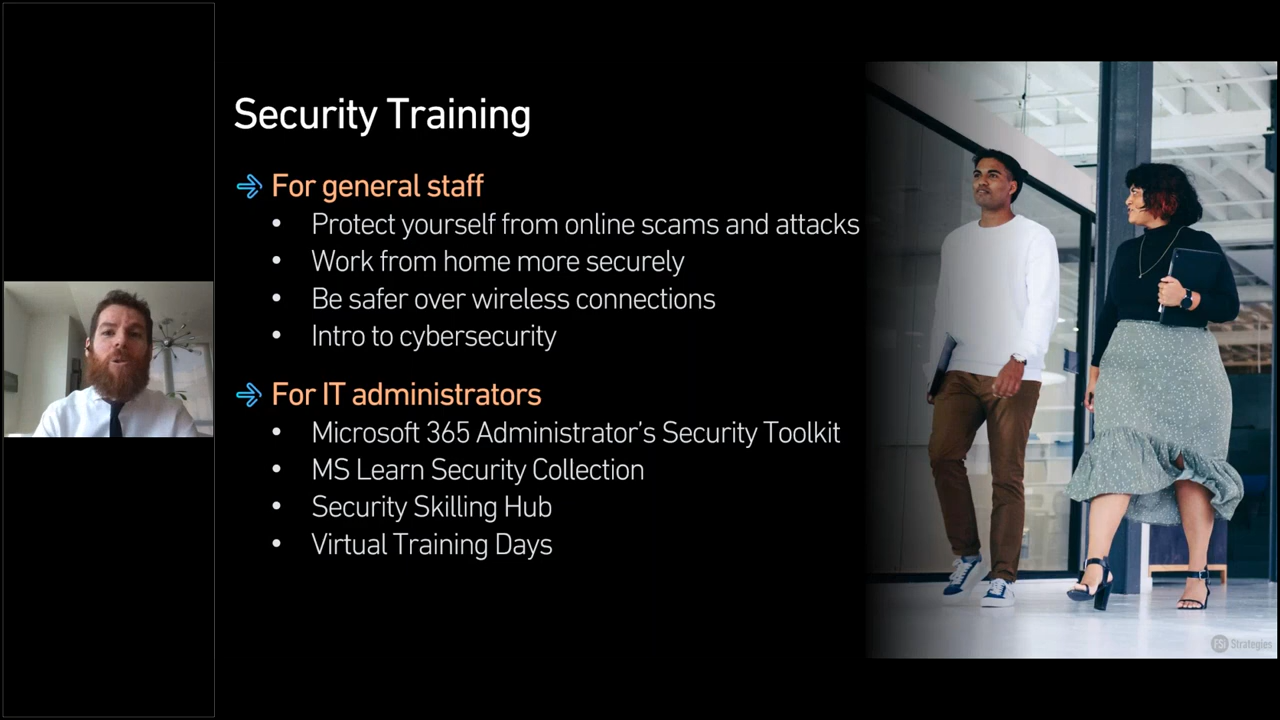 Security Training
For general staff
• Protect yourself from online scams and attacks
• Work from home more securely
• Be safer over wireless connections
• Intro to cybersecurity
For IT administrators
• Microsoft 365 Administrator's Security Toolkit
• MS Learn Security Collection
• Security Skilling Hub
• Virtual Training Days
FSi Strategies